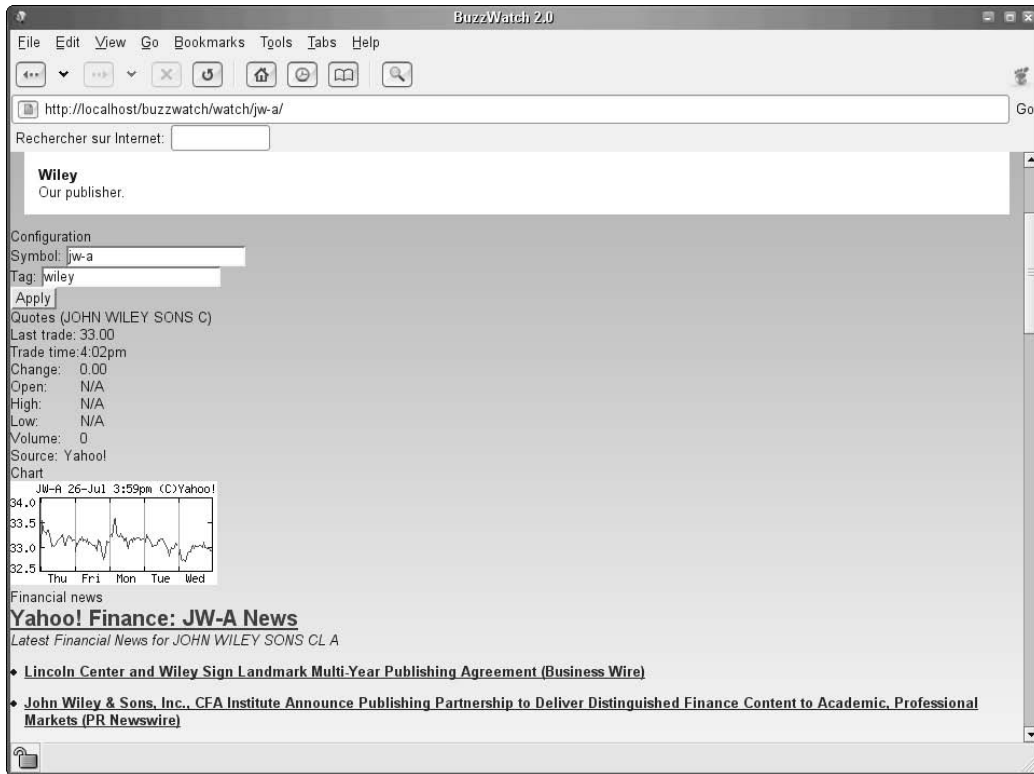 BuzzWatch 2.0
File Edit View Go Bookmarks Tools Tabs Help
http://localhost/buzzwatch/watch/jw-a/
Go
Rechercher sur Internet:
Wiley
Our publisher.
Configuration
Symbol: jw-a
Tag: wiley
Apply
Quotes (JOHN WILEY SONS C)
Last trade: 33.00
Trade time:4:02pm
Change: 0.00
Open: N/A
High: N/A
Low: N/A
Volume: 0
Source: Yahoo!
Chart
JW-A 26-Jul 3:59pm (C)Yahoo!
34.0
33.5
33.0
32.5
Thu Fri Mon Tue Wed
Financial news
Yahoo! Finance: JW-A News
Latest Financial News for JOHN WILEY SONS CL A
Lincoln Center and Wiley Sign Landmark Multi-Year Publishing Agreement (Business Wire)
John Wiley & Sons, Inc., CFA Institute Announce Publishing Partnership to Deliver Distinguished Finance Content to Academic, Professional
Markets (PR Newswire)